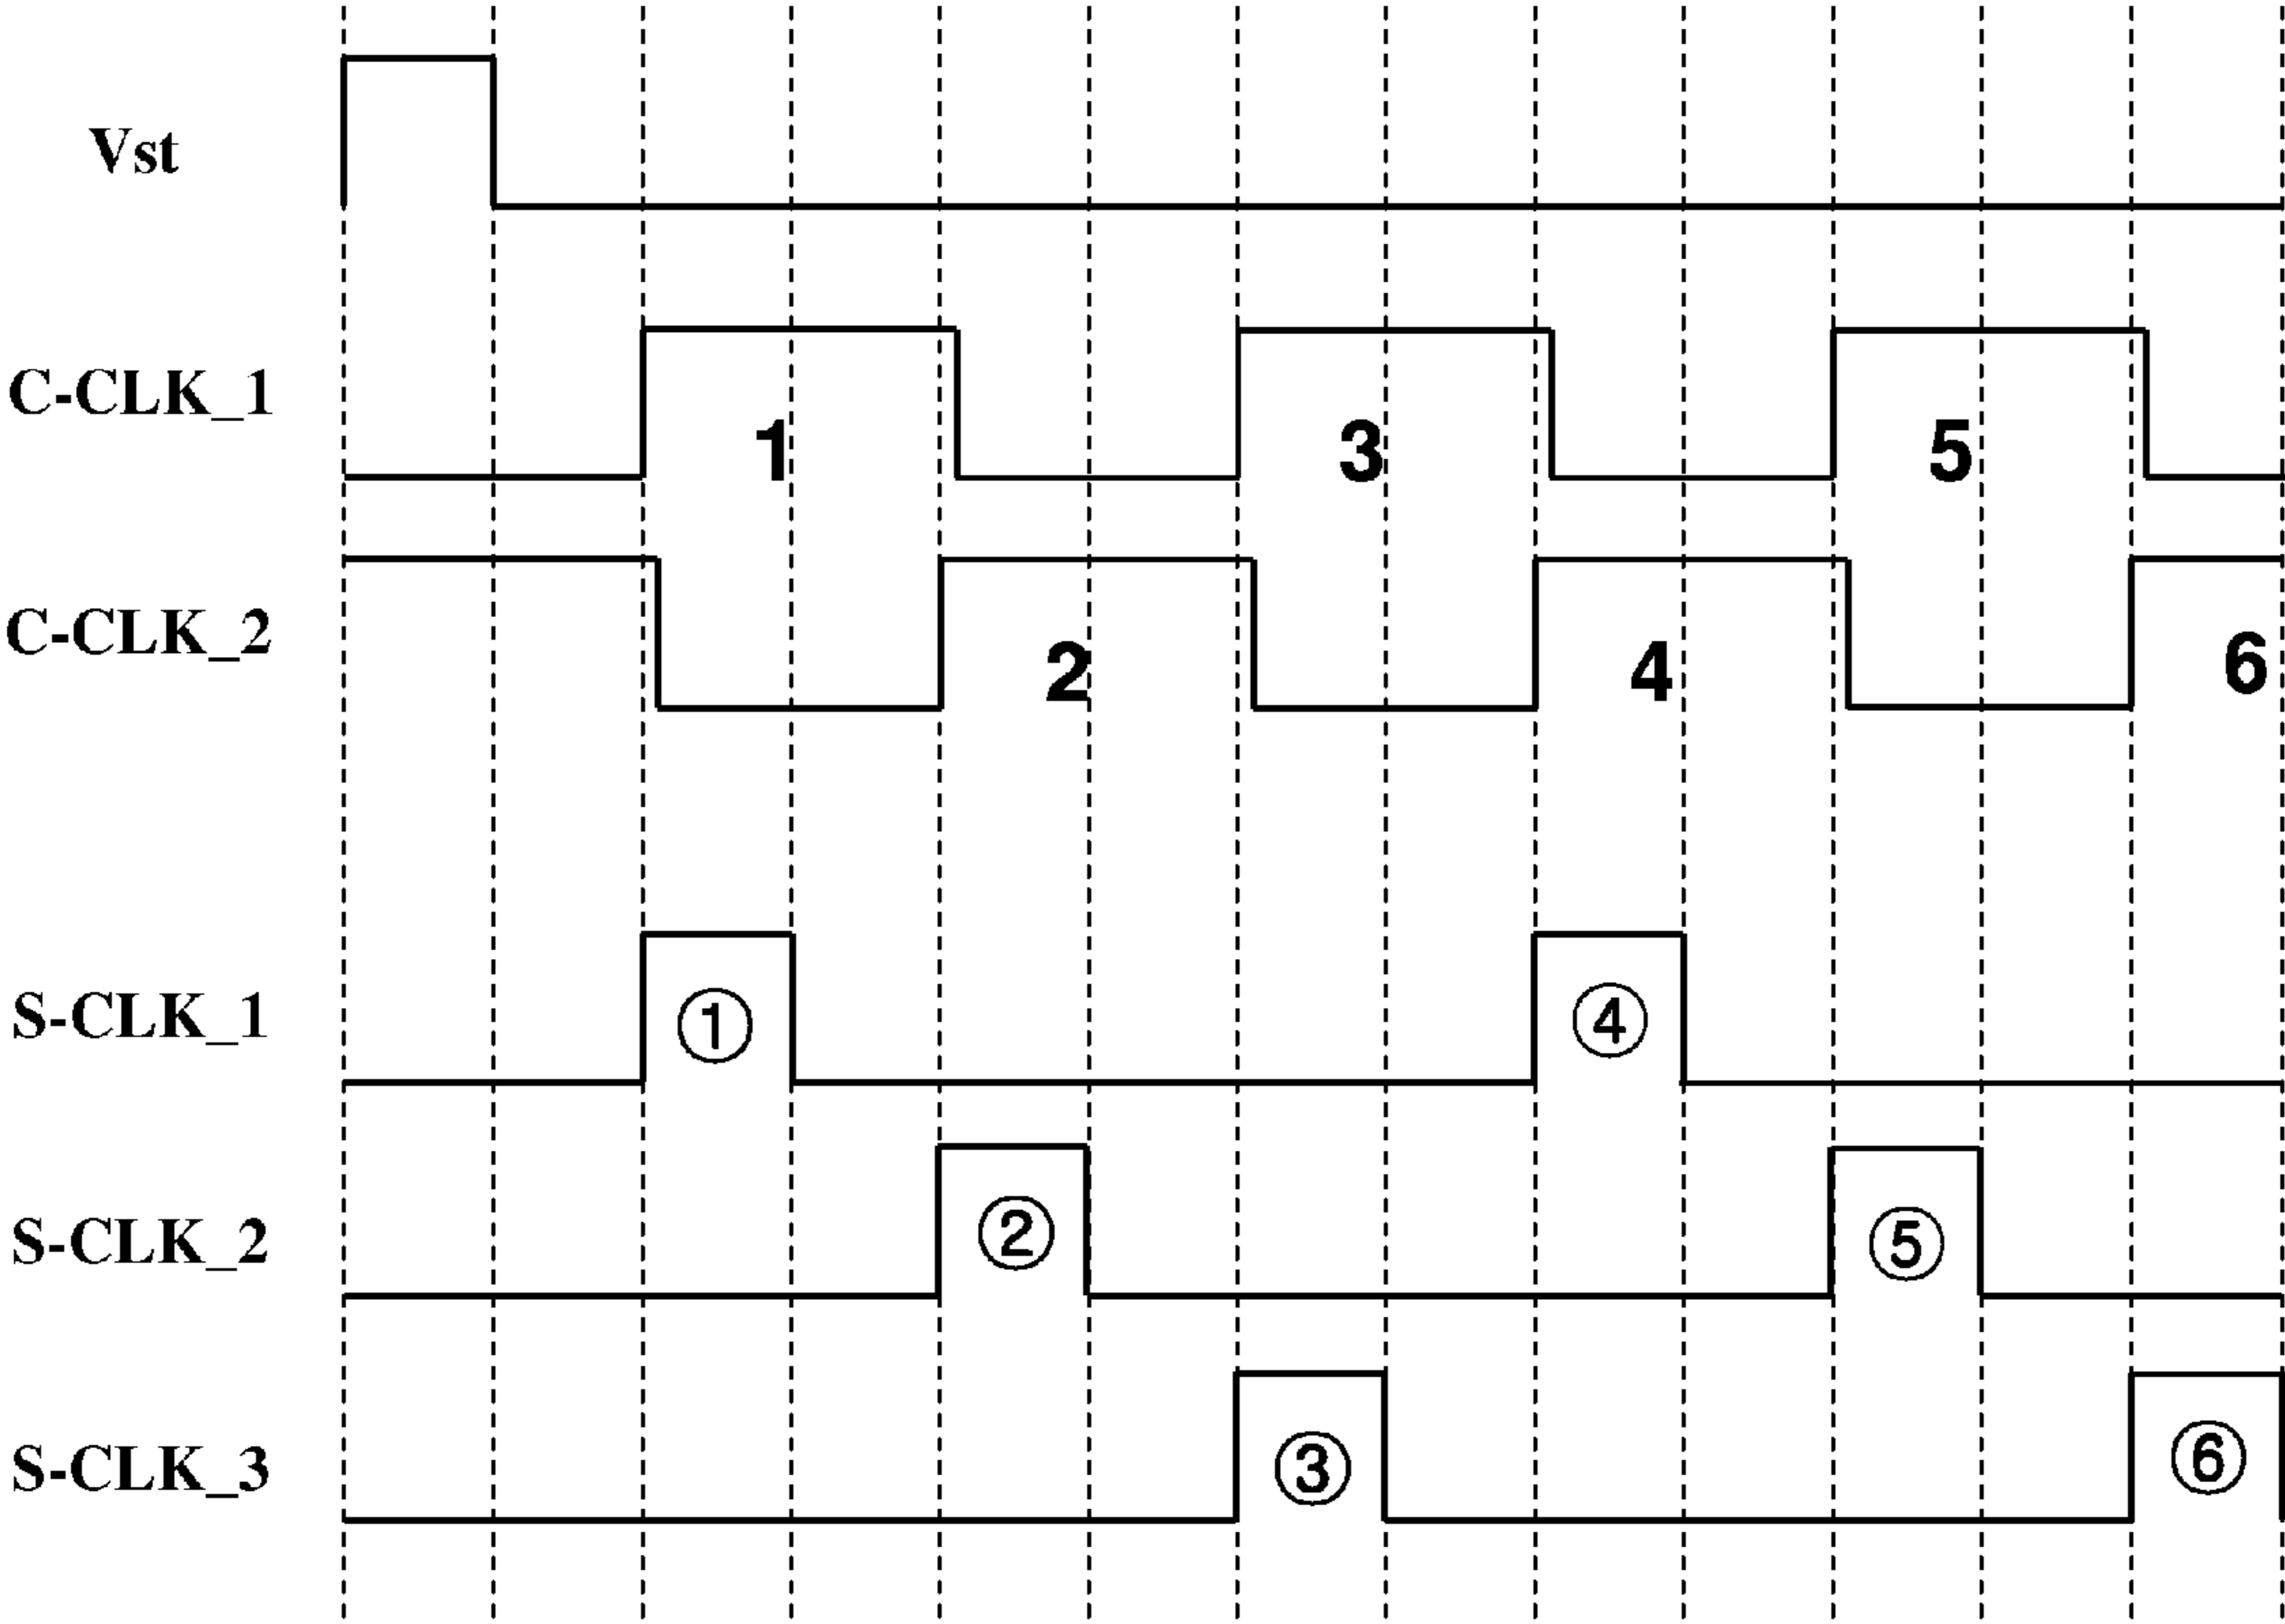 Vst
C-CLK_1
1 3 5
C-CLK_2
2 4 6
S-CLK_1
① ④
S-CLK_2
② ⑤
S-CLK_3
③ ⑥